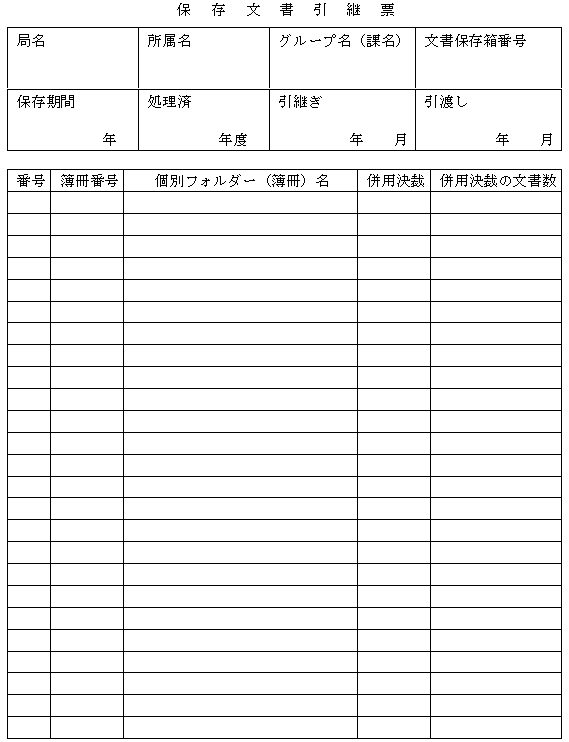 保存文書引継票
局名 所属名 グループ名（課名） 文書保存箱番号
保存期間 処理済 引継ぎ 引渡し
年 年度 年 月 年 月
番号 簿冊番号 個別フォルダー（簿冊）名 併用決裁 併用決裁の文書数